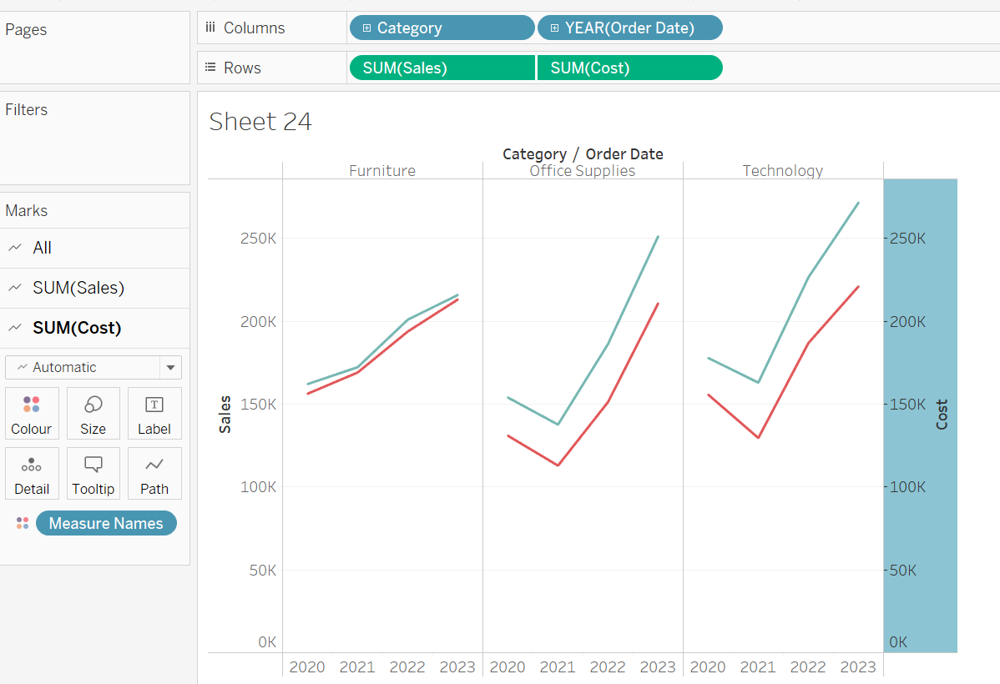 Pages
Columns Category YEAR(Order Date)
Rows SUM(Sales) SUM(Cost)
Filters
Marks
All
SUM(Sales)
SUM(Cost)
Automatic
Colour Size Label
Detail Tooltip Path
Measure Names
Sheet 24
Category / Order Date
Furniture Office Supplies Technology
Sales
250K
200K
150K
100K
50K
0K
Cost
250K
200K
150K
100K
50K
0K
2020 2021 2022 2023 2020 2021 2022 2023 2020 2021 2022 2023